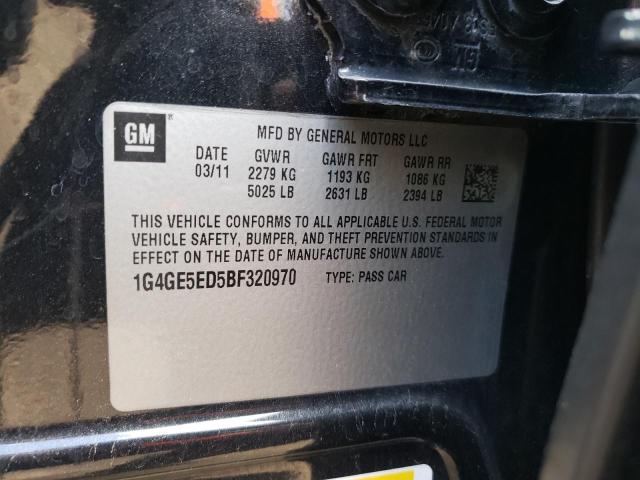 GM
MFD BY GENERAL MOTORS LLC
DATE GVWR GAWR FRT GAWR RR
03/11 2279 KG 1193 KG 1086 KG
5025 LB 2631 LB 2394 LB
THIS VEHICLE CONFORMS TO ALL APPLICABLE U.S. FEDERAL MOTOR
VEHICLE SAFETY, BUMPER, AND THEFT PREVENTION STANDARDS IN
EFFECT ON THE DATE OF MANUFACTURE SHOWN ABOVE.
1G4GE5ED5BF320970 TYPE: PASS CAR